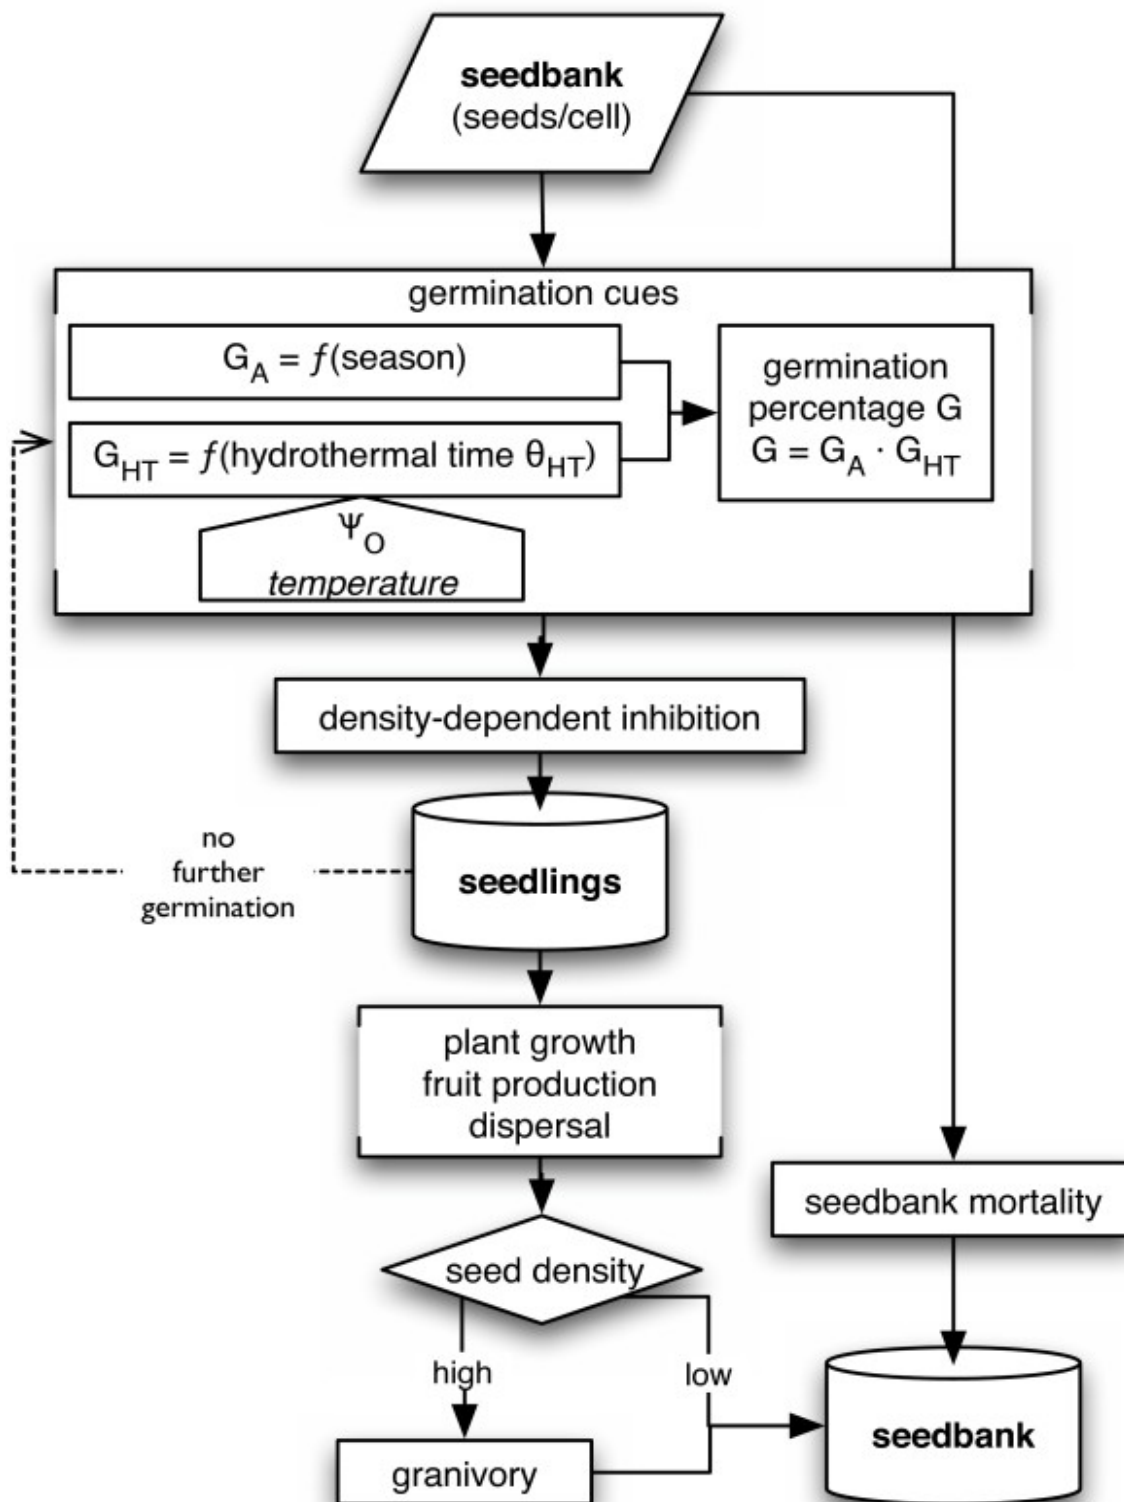 seedbank
(seeds/cell)
germination cues
G_A = f(season)
G_HT = f(hydrothermal time θ_HT)
germination
percentage G
G = G_A · G_HT
Ψ_O
temperature
density-dependent inhibition
no
further
germination
seedlings
plant growth
fruit production
dispersal
seedbank mortality
seed density
high
low
granivory
seedbank